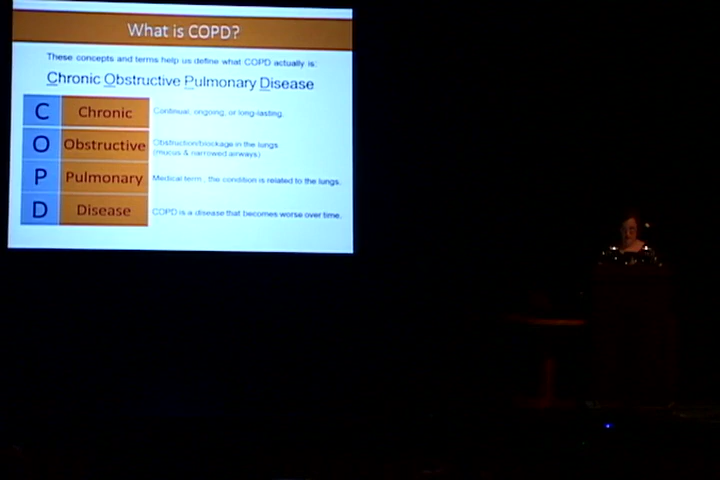 What is COPD?
These concepts and terms help us define what COPD actually is:
Chronic Obstructive Pulmonary Disease
C Chronic Continual, ongoing, or long-lasting.
O Obstructive Obstruction/blockage in the lungs
(mucus & narrowed airways)
P Pulmonary Medical term, the condition is related to the lungs.
D Disease COPD is a disease that becomes worse over time.